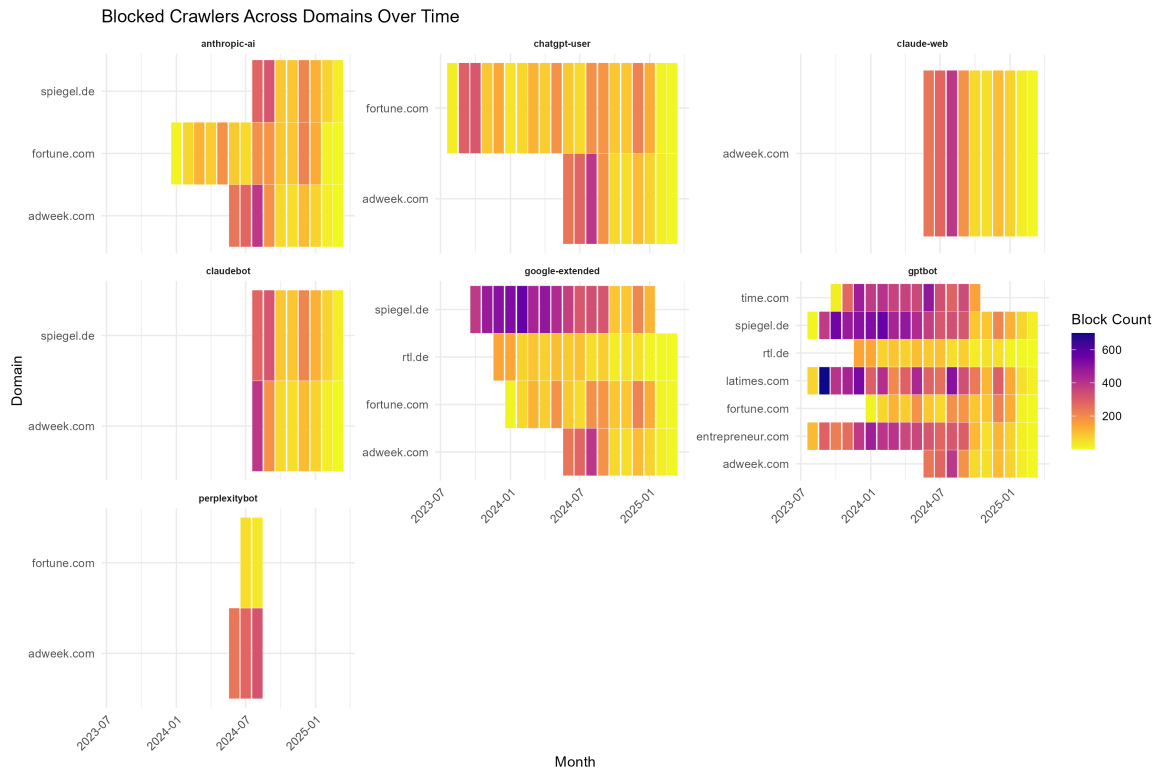 Blocked Crawlers Across Domains Over Time
anthropic-ai
chatgpt-user
claude-web
spiegel.de
fortune.com
adweek.com
fortune.com
adweek.com
adweek.com
claudebot
google-extended
gptbot
spiegel.de
adweek.com
spiegel.de
rtl.de
fortune.com
adweek.com
time.com
spiegel.de
rtl.de
latimes.com
fortune.com
entrepreneur.com
adweek.com
2023-07
2024-01
2024-07
2025-01
2023-07
2024-01
2024-07
2025-01
perplexitybot
fortune.com
adweek.com
2023-07
2024-01
2024-07
2025-01
Domain
Month
Block Count
600
400
200